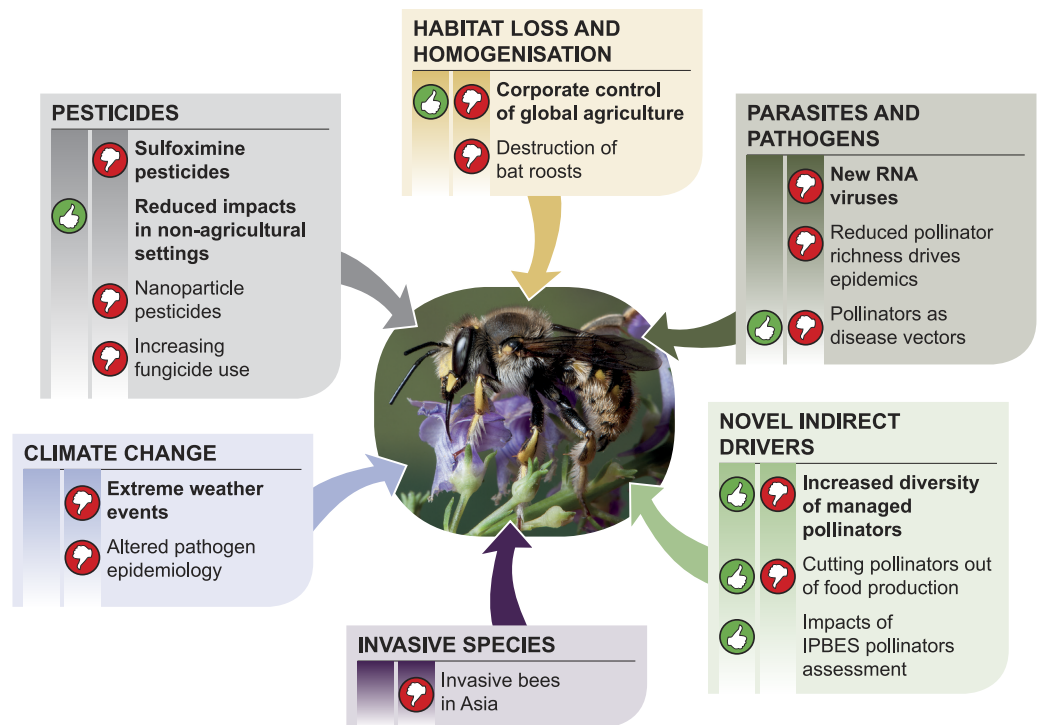 HABITAT LOSS AND
HOMOGENISATION
Corporate control
of global agriculture
Destruction of
bat roosts
PESTICIDES
Sulfoximine
pesticides
Reduced impacts
in non-agricultural
settings
Nanoparticle
pesticides
Increasing
fungicide use
PARASITES AND
PATHOGENS
New RNA
viruses
Reduced pollinator
richness drives
epidemics
Pollinators as
disease vectors
CLIMATE CHANGE
Extreme weather
events
Altered pathogen
epidemiology
NOVEL INDIRECT
DRIVERS
Increased diversity
of managed
pollinators
Cutting pollinators out
of food production
Impacts of
IPBES pollinators
assessment
INVASIVE SPECIES
Invasive bees
in Asia